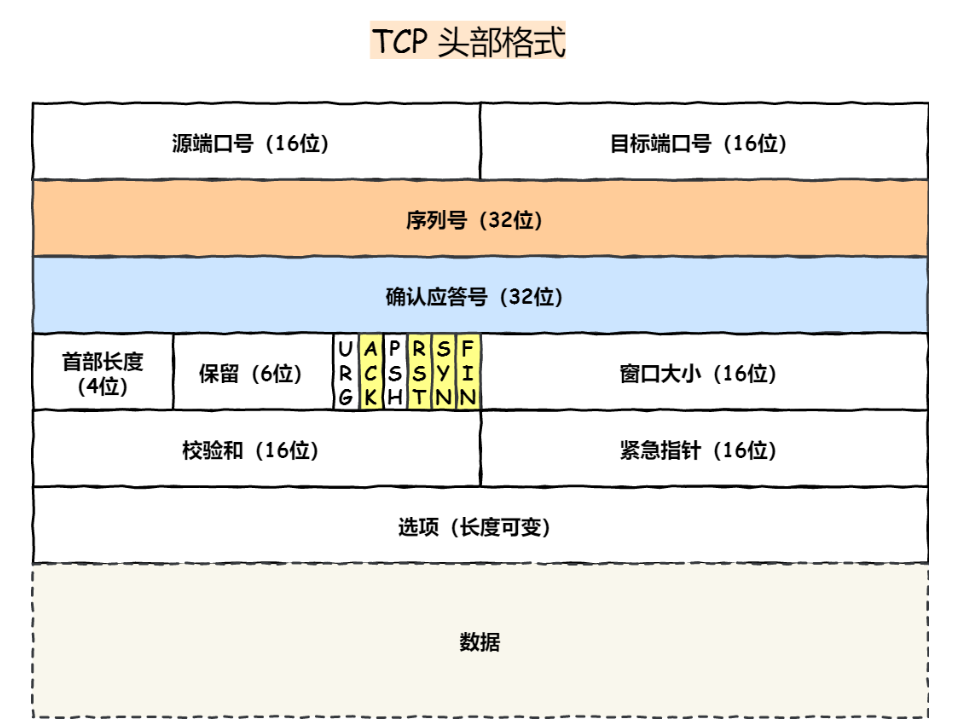 TCP 头部格式
源端口号（16位） 目标端口号（16位）
序列号（32位）
确认应答号（32位）
首部长度
（4位）
保留（6位）
URG
ACK
PSH
RST
SYN
FIN
窗口大小（16位）
校验和（16位） 紧急指针（16位）
选项（长度可变）
数据